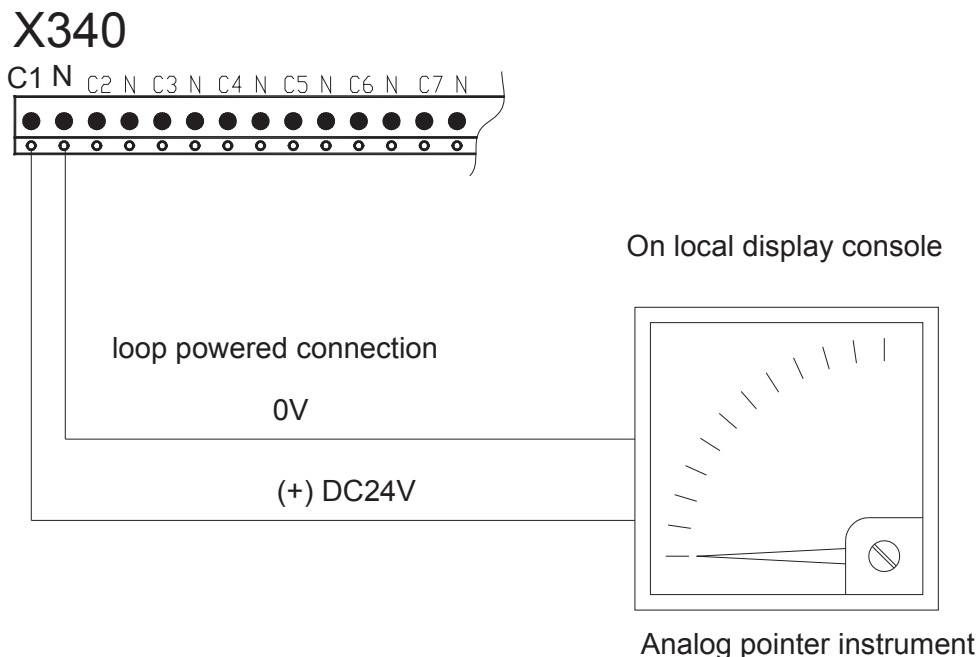 X340
C1 N C2 N C3 N C4 N C5 N C6 N C7 N
On local display console
loop powered connection
0V
(+) DC24V
Analog pointer instrument